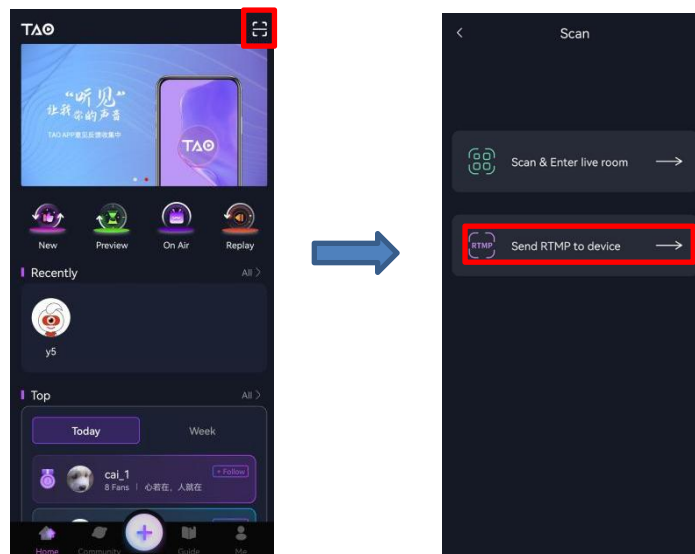 TAO
“听见”
让我你的声音
TAO APP意见反馈收集中
TAO
New
Preview
On Air
Replay
Recently
All >
y5
Top
All >
Today
Week
cai_1
+ Follow
8 Fans | 心若在，人就在
Home
Community
Guide
Me
< Scan
Scan & Enter live room
RTMP
Send RTMP to device